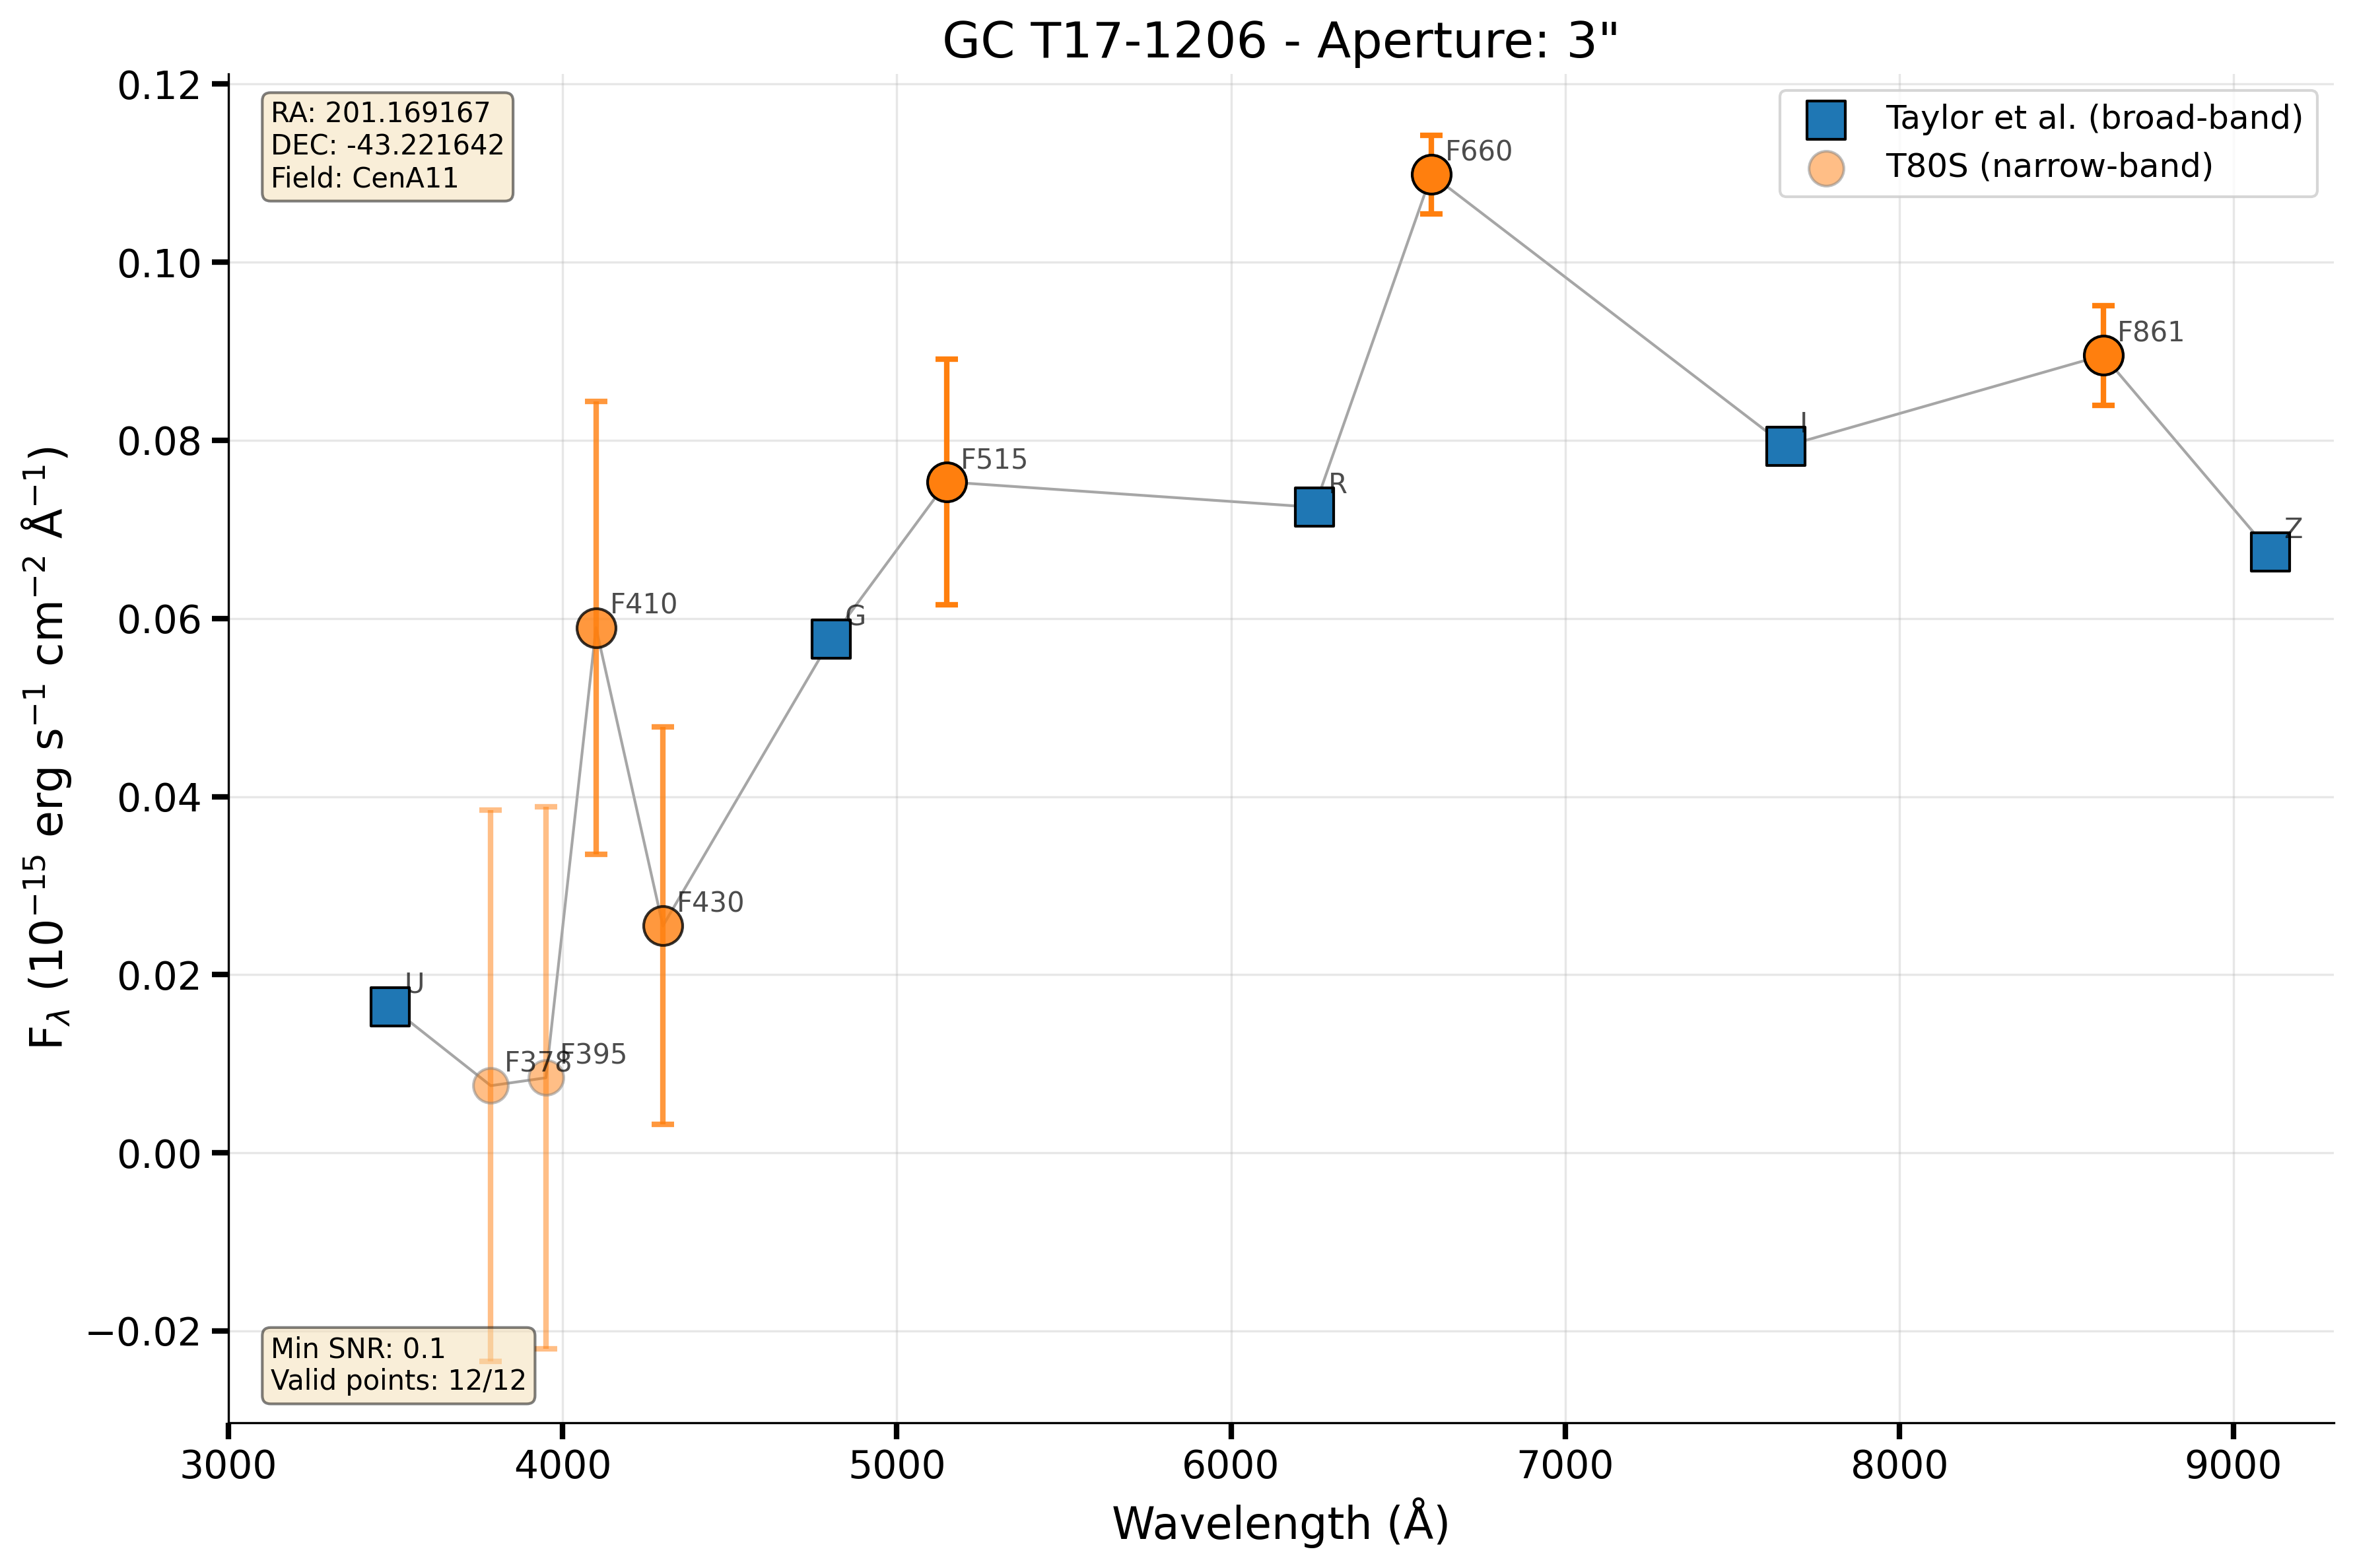 GC T17-1206 - Aperture: 3"
RA: 201.169167
DEC: -43.221642
Field: CenA11
Taylor et al. (broad-band)
T80S (narrow-band)
F660
F861
F515
F410
F430
F378
F395
U
G
R
I
Z
Min SNR: 0.1
Valid points: 12/12
0.12
0.10
0.08
0.06
0.04
0.02
0.00
−0.02
F_λ (10⁻¹⁵ erg s⁻¹ cm⁻² Å⁻¹)
3000 4000 5000 6000 7000 8000 9000
Wavelength (Å)